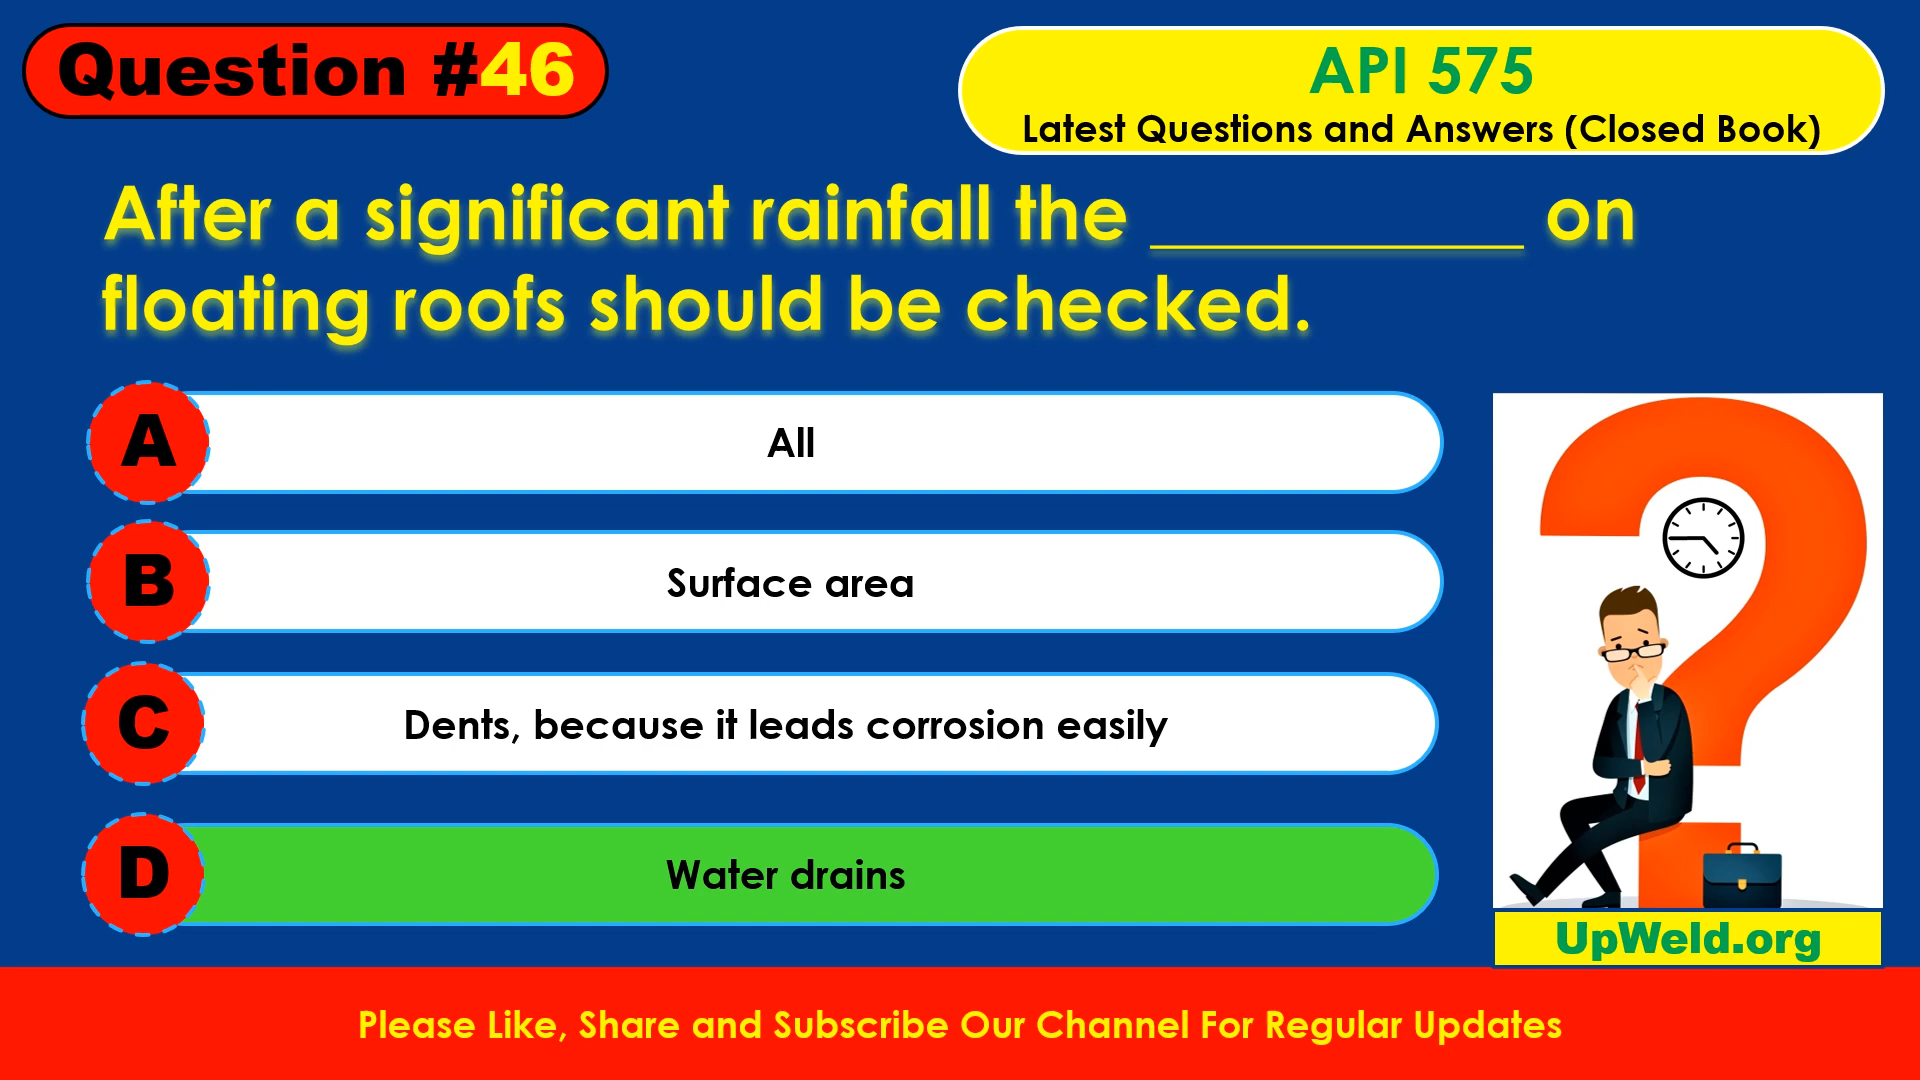 Question #46
API 575
Latest Questions and Answers (Closed Book)
After a significant rainfall the __________ on
floating roofs should be checked.
A
All
B
Surface area
C
Dents, because it leads corrosion easily
D
Water drains
UpWeld.org
Please Like, Share and Subscribe Our Channel For Regular Updates